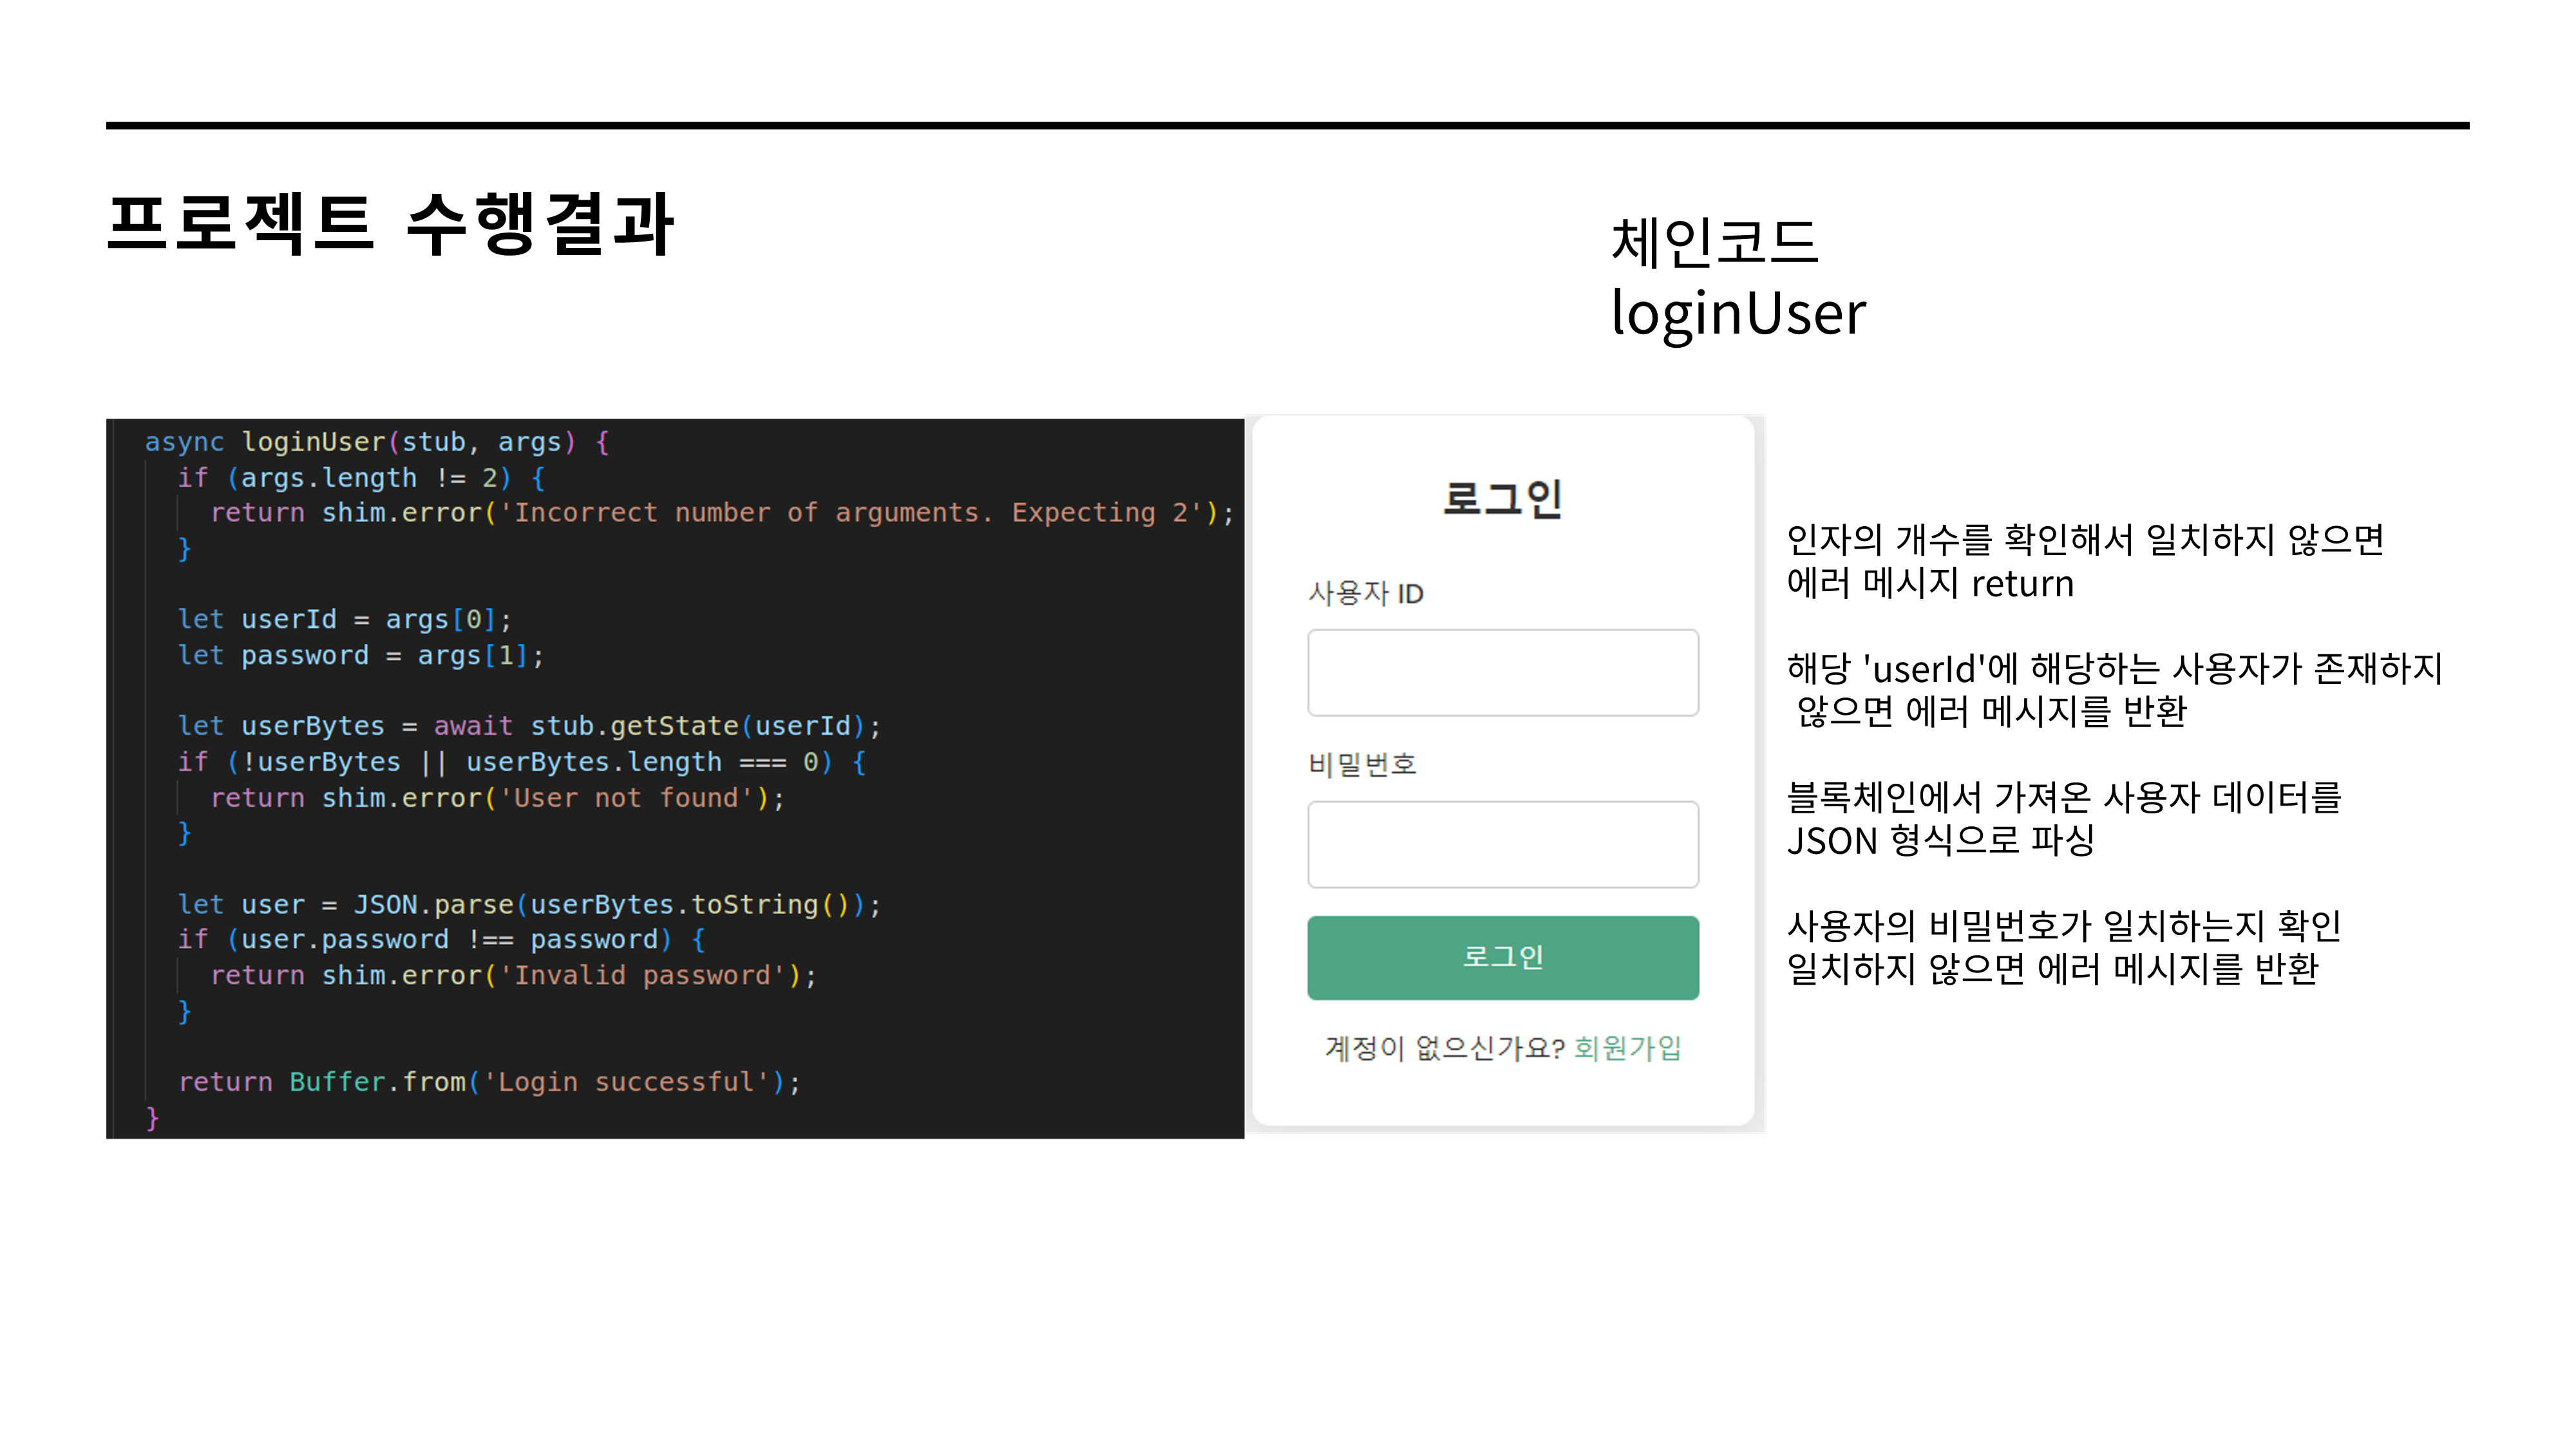 프로젝트 수행결과
체인코드
loginUser
async loginUser(stub, args) {
if (args.length != 2) {
return shim.error('Incorrect number of arguments. Expecting 2');
}
let userId = args[0];
let password = args[1];
let userBytes = await stub.getState(userId);
if (!userBytes || userBytes.length === 0) {
return shim.error('User not found');
}
let user = JSON.parse(userBytes.toString());
if (user.password !== password) {
return shim.error('Invalid password');
}
return Buffer.from('Login successful');
}
로그인
사용자 ID
비밀번호
로그인
계정이 없으신가요? 회원가입
인자의 개수를 확인해서 일치하지 않으면
에러 메시지 return
해당 'userId'에 해당하는 사용자가 존재하지
않으면 에러 메시지를 반환
블록체인에서 가져온 사용자 데이터를
JSON 형식으로 파싱
사용자의 비밀번호가 일치하는지 확인
일치하지 않으면 에러 메시지를 반환